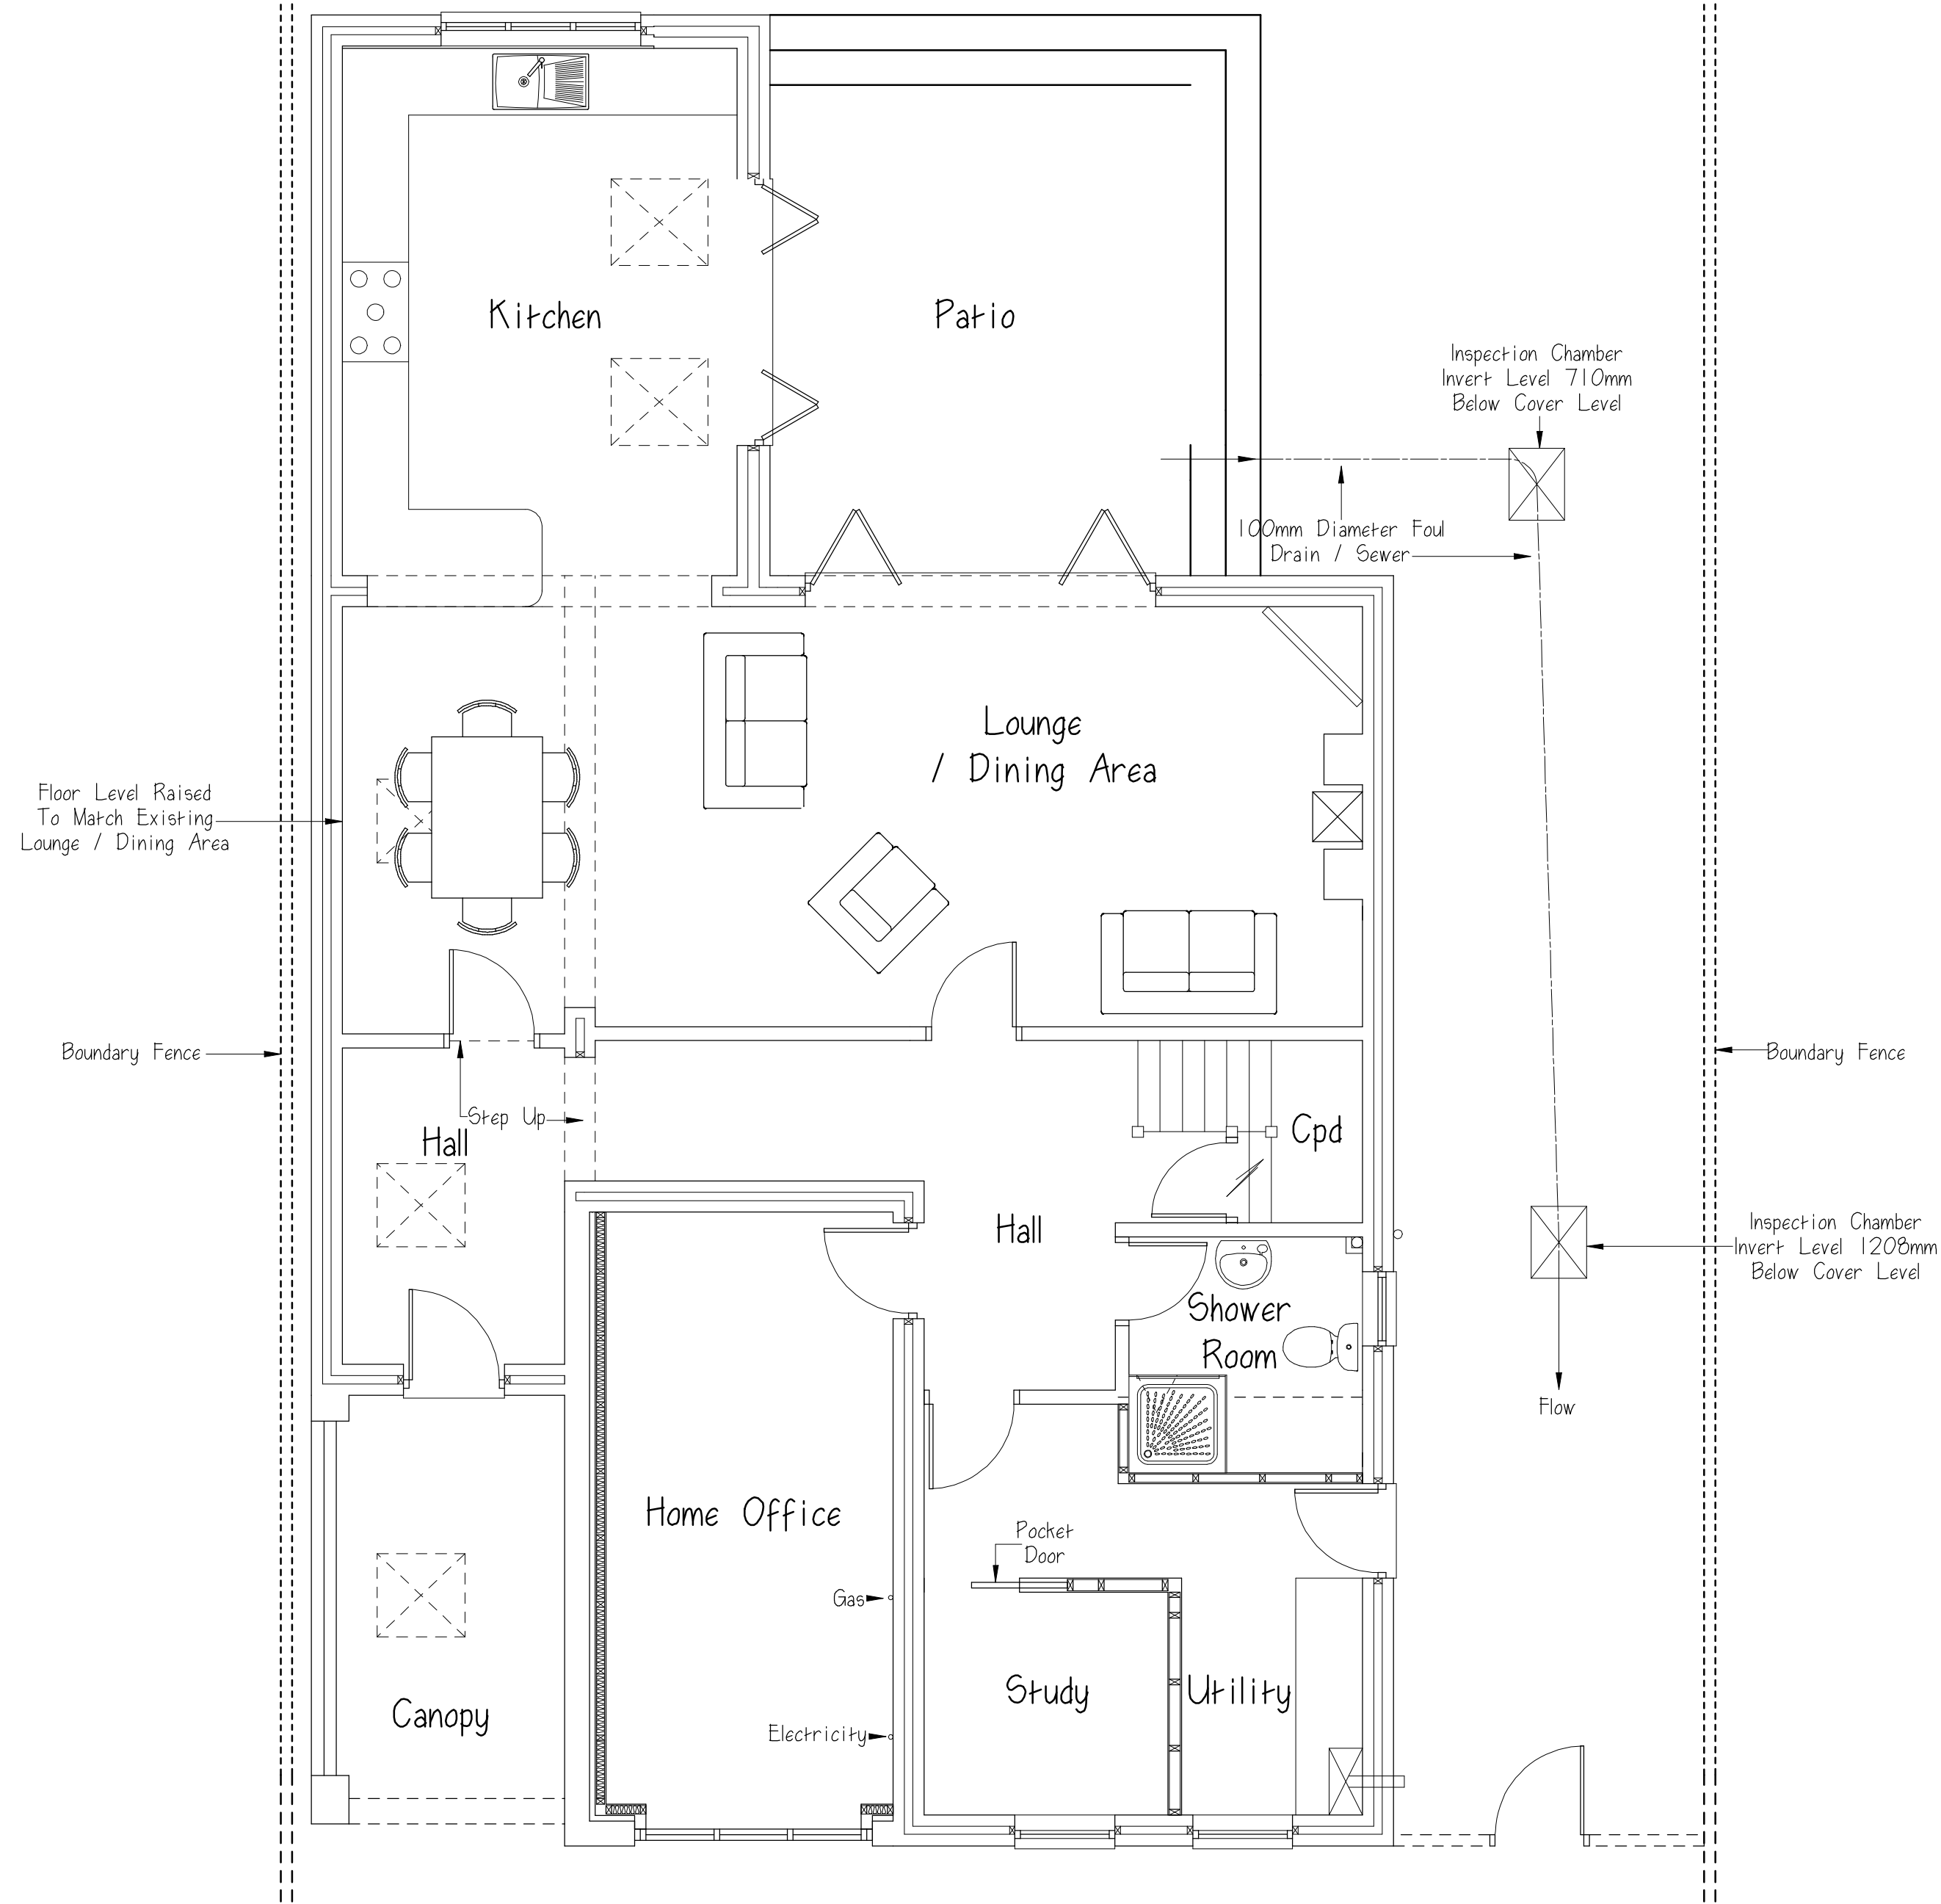 Kitchen
Patio
Inspection Chamber
Invert Level 710mm
Below Cover Level
100mm Diameter Foul
Drain / Sewer
Lounge
/ Dining Area
Floor Level Raised
To Match Existing
Lounge / Dining Area
Boundary Fence
Boundary Fence
Step Up
Hall
Cpd
Hall
Inspection Chamber
Invert Level 1208mm
Below Cover Level
Shower
Room
Flow
Home Office
Pocket
Door
Gas
Study
Utility
Canopy
Electricity